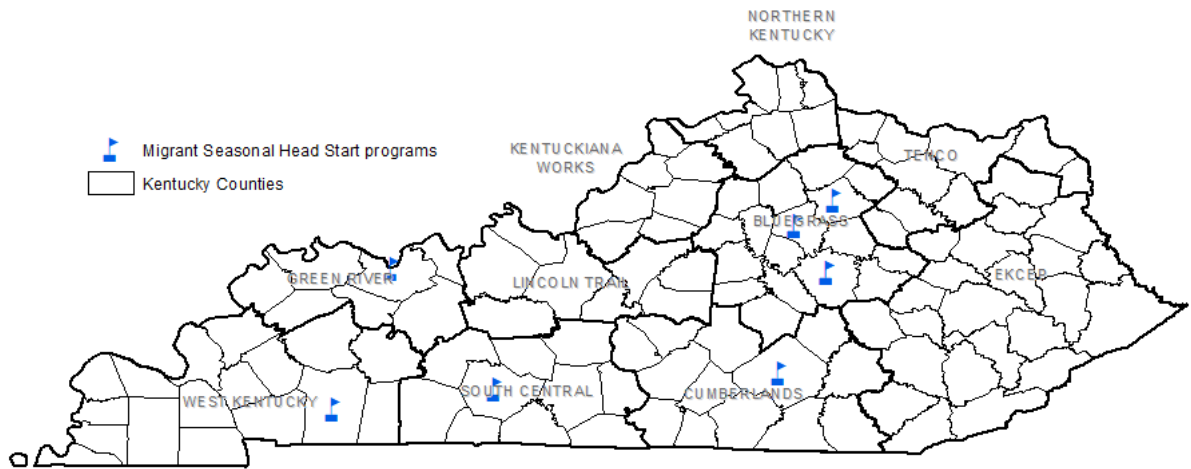 NORTHERN
KENTUCKY
Migrant Seasonal Head Start programs
Kentucky Counties
KENTUCKIANA
WORKS
TENCO
BLUEGRASS
GREEN RIVER
LINCOLN TRAIL
EKCEP
WEST KENTUCKY
SOUTH CENTRAL
CUMBERLANDS